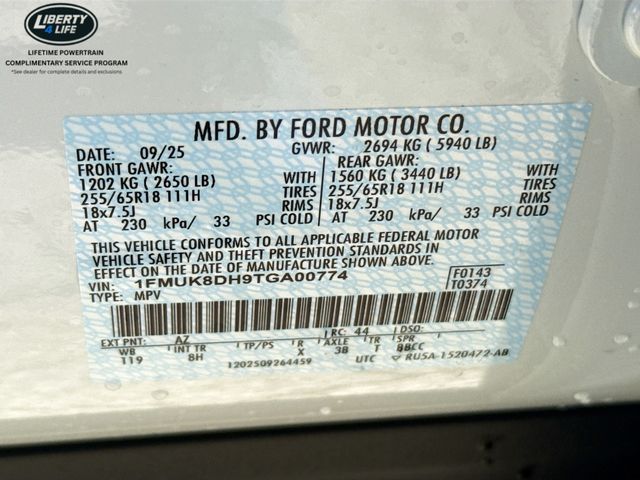 LIBERTY
4 LIFE
LIFETIME POWERTRAIN
COMPLIMENTARY SERVICE PROGRAM
*See dealer for complete details and exclusions.
MFD. BY FORD MOTOR CO.
DATE: 09/25 GVWR: 2694 KG ( 5940 LB)
FRONT GAWR: REAR GAWR:
1202 KG ( 2650 LB) WITH 1560 KG ( 3440 LB) WITH
255/65R18 111H TIRES 255/65R18 111H TIRES
18x7.5J RIMS 18x7.5J RIMS
AT 230 kPa/ 33 PSI COLD AT 230 kPa/ 33 PSI COLD
THIS VEHICLE CONFORMS TO ALL APPLICABLE FEDERAL MOTOR
VEHICLE SAFETY AND THEFT PREVENTION STANDARDS IN
EFFECT ON THE DATE OF MANUFACTURE SHOWN ABOVE.
VIN: 1FMUK8DH9TGA00774 F0143
TYPE: MPV T0374
EXT PNT: AZ RC: 44 DSO:
WB INT TR TP/PS R AXLE T SPR
119 8H X 38 8BCC
1202509264459 UTC RU5A-1520472-AB